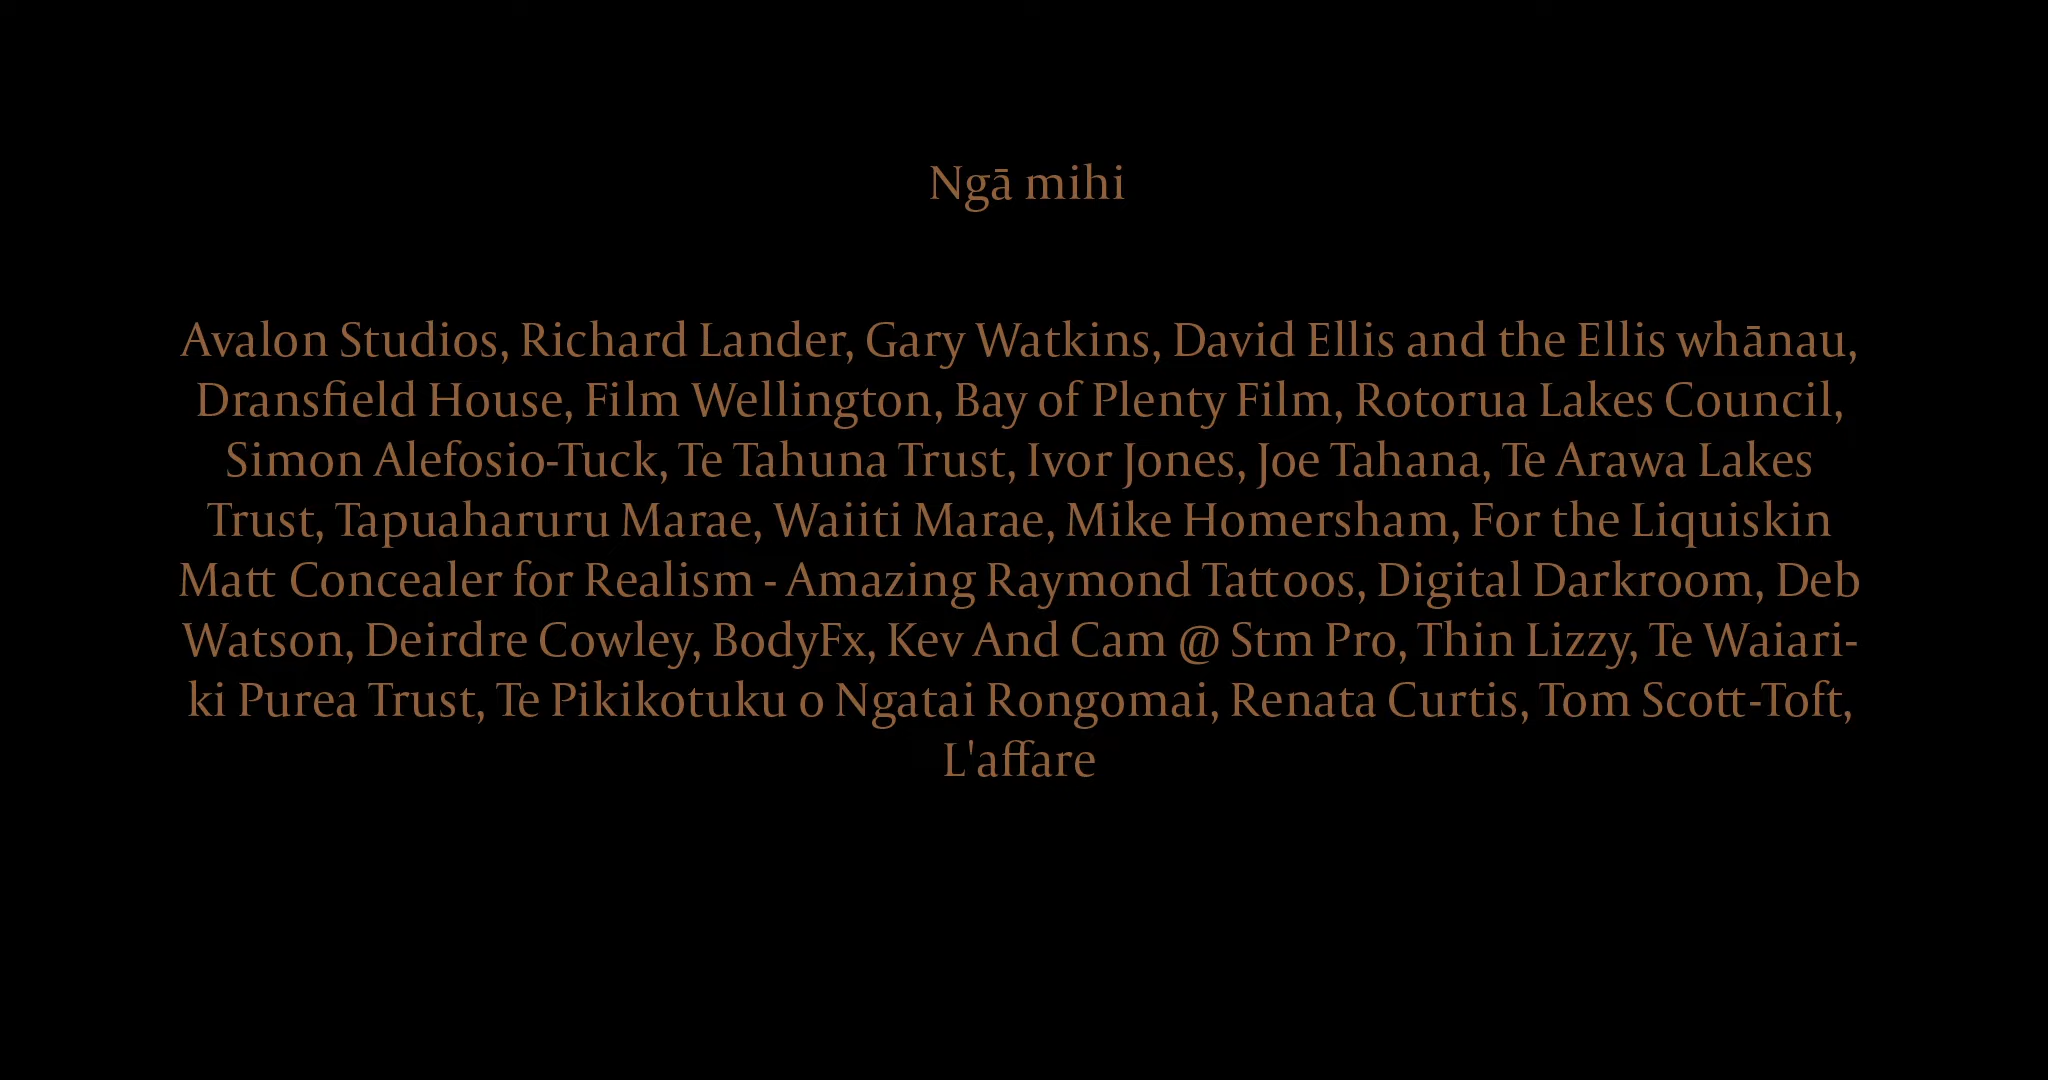 Ngā mihi
Avalon Studios, Richard Lander, Gary Watkins, David Ellis and the Ellis whānau,
Dransfield House, Film Wellington, Bay of Plenty Film, Rotorua Lakes Council,
Simon Alefosio-Tuck, Te Tahuna Trust, Ivor Jones, Joe Tahana, Te Arawa Lakes
Trust, Tapuaharuru Marae, Waiiti Marae, Mike Homersham, For the Liquiskin
Matt Concealer for Realism - Amazing Raymond Tattoos, Digital Darkroom, Deb
Watson, Deirdre Cowley, BodyFx, Kev And Cam @ Stm Pro, Thin Lizzy, Te Waiari-
ki Purea Trust, Te Pikikotuku o Ngatai Rongomai, Renata Curtis, Tom Scott-Toft,
L'affare